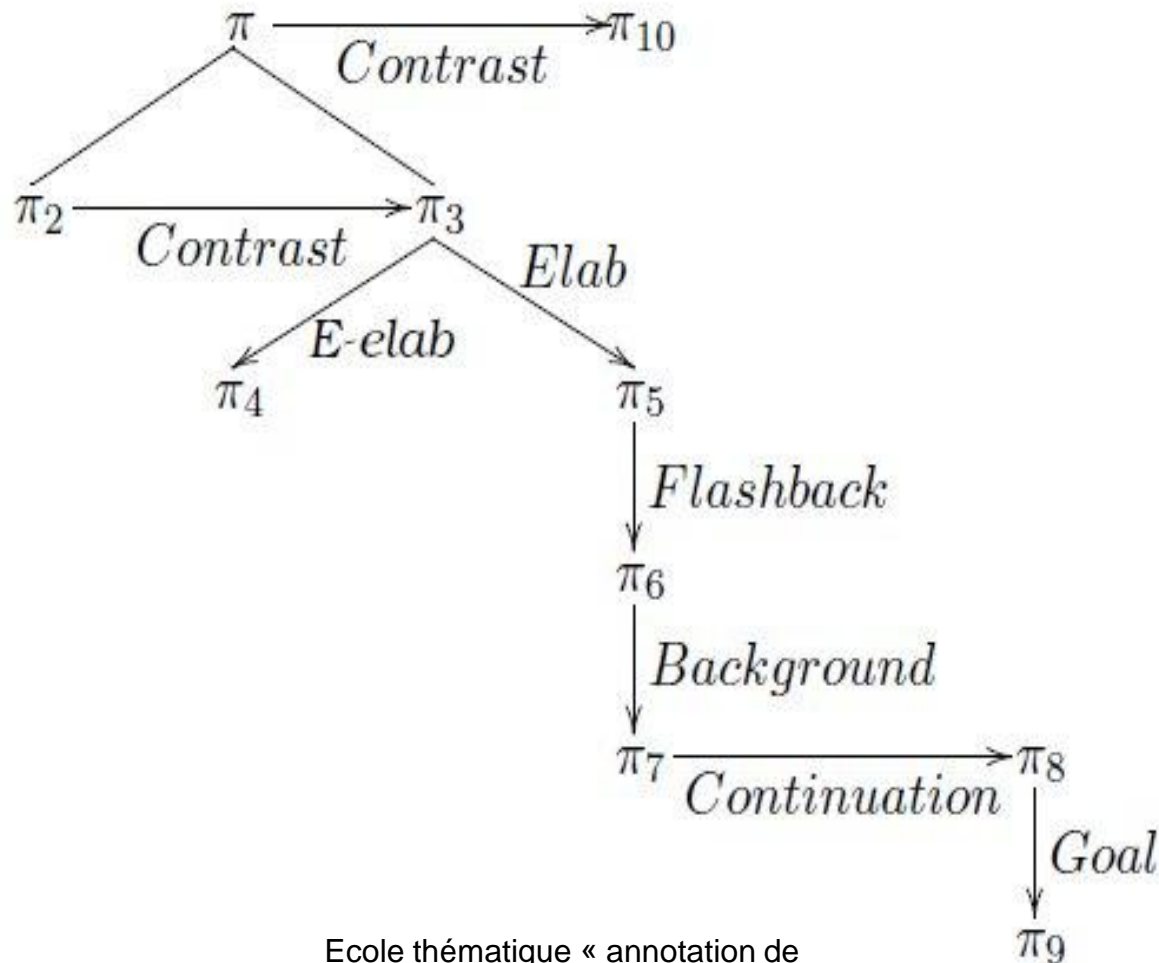 π π₁₀
Contrast
π₂ π₃
Contrast
Elab
E-elab
π₄ π₅
Flashback
π₆
Background
π₇ π₈
Continuation
Goal
π₉
Ecole thématique « annotation de